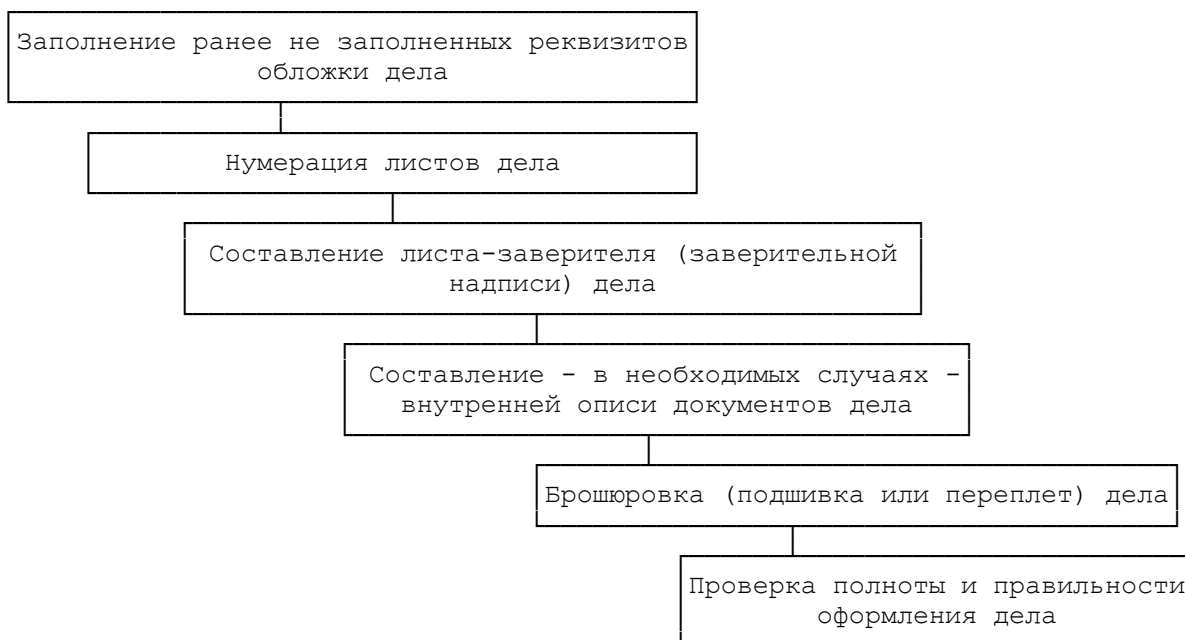 Заполнение ранее не заполненных реквизитов
обложки дела
Нумерация листов дела
Составление листа-заверителя (заверительной
надписи) дела
Составление - в необходимых случаях -
внутренней описи документов дела
Брошюровка (подшивка или переплет) дела
Проверка полноты и правильности
оформления дела